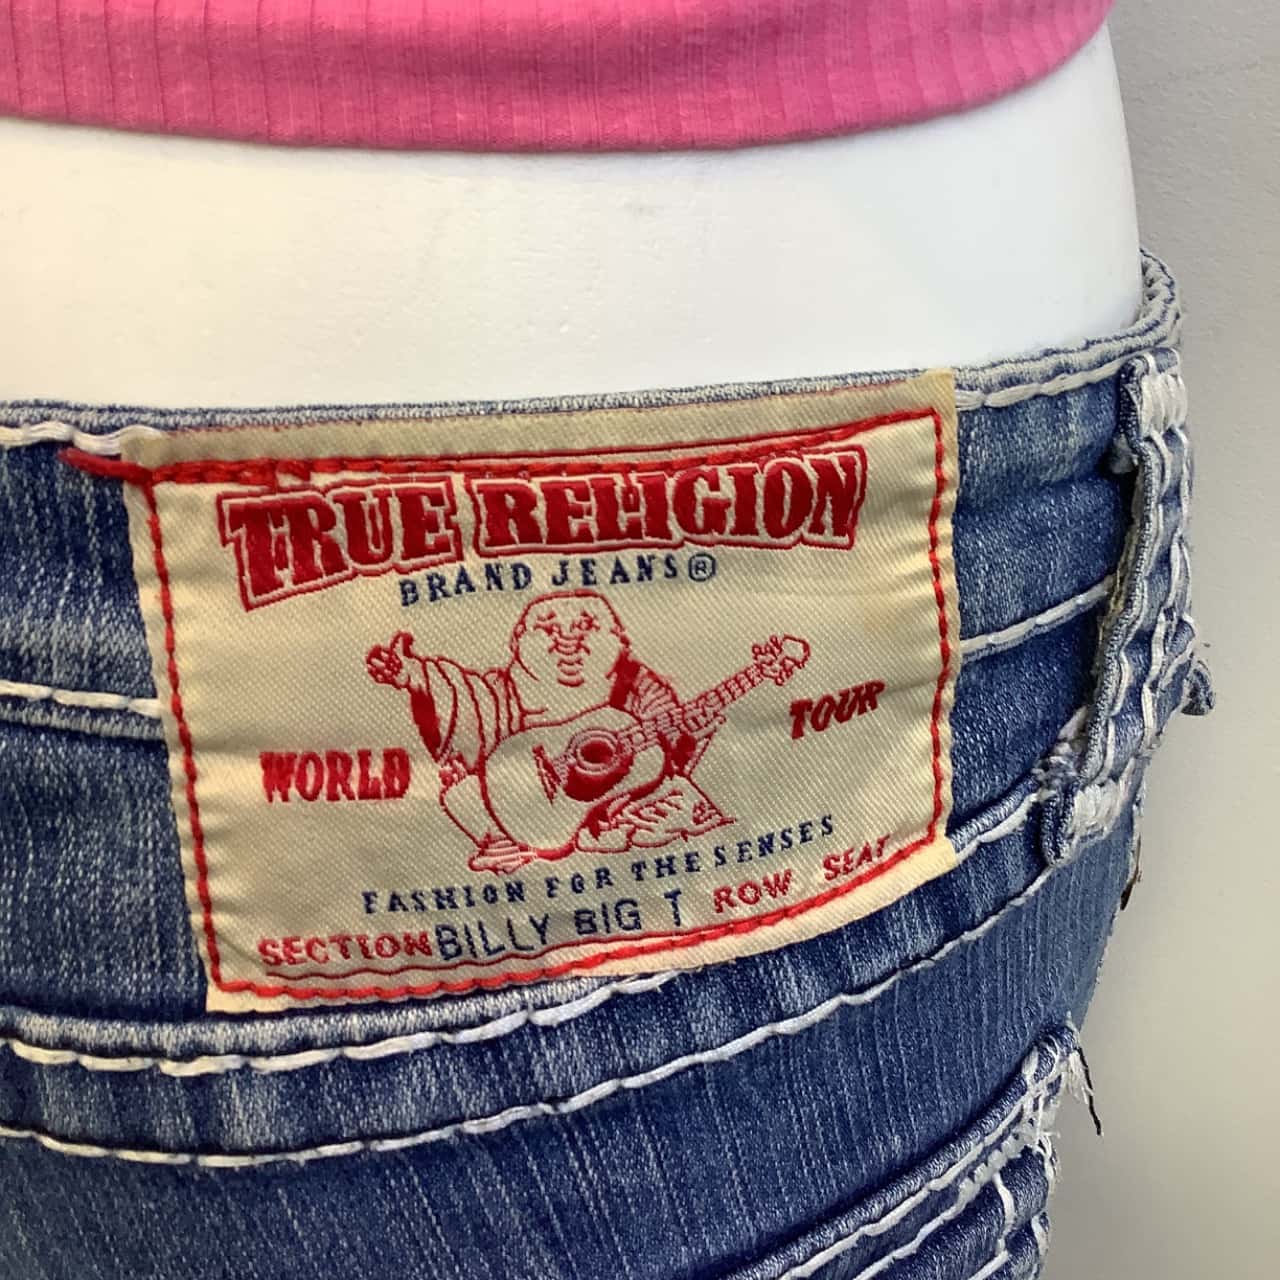 TRUE RELIGION
BRAND JEANS®
WORLD TOUR
FASHION FOR THE SENSES
SECTION BILLY BIG T ROW SEAT